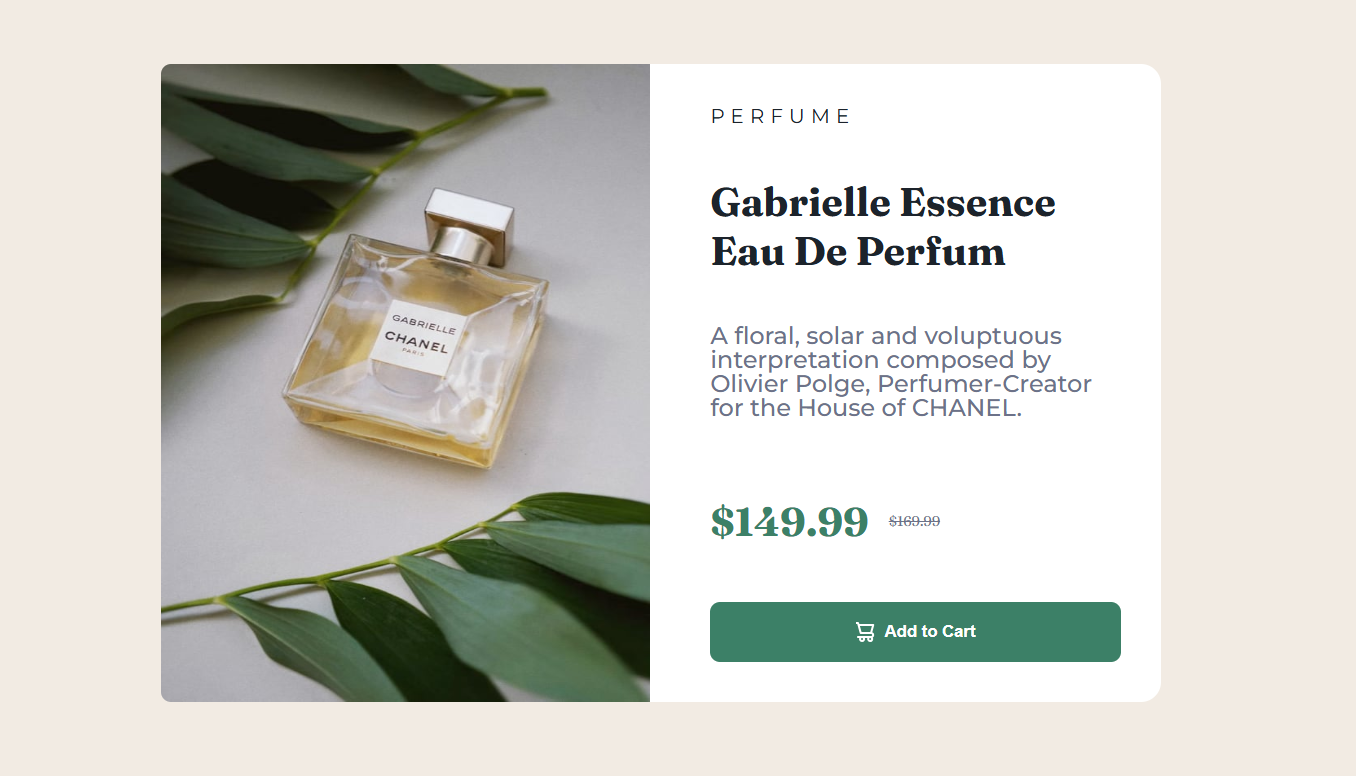 PERFUME
Gabrielle Essence
Eau De Perfum
A floral, solar and voluptuous
interpretation composed by
Olivier Polge, Perfumer-Creator
for the House of CHANEL.
$149.99 $169.99
Add to Cart
GABRIELLE
CHANEL
PARIS